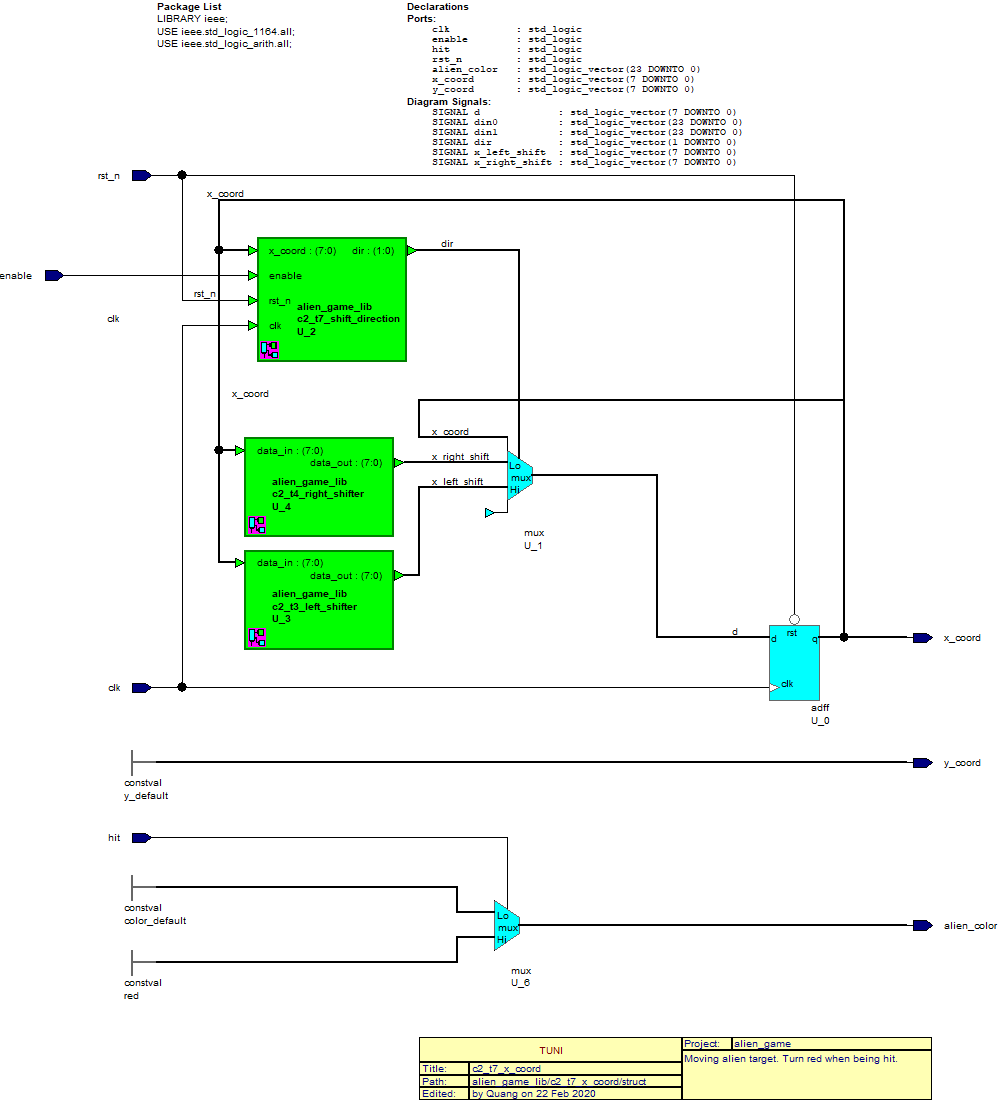 Package List
LIBRARY ieee;
USE ieee.std_logic_1164.all;
USE ieee.std_logic_arith.all;
Declarations
Ports:
clk : std_logic
enable : std_logic
hit : std_logic
rst_n : std_logic
alien_color : std_logic_vector(23 DOWNTO 0)
x_coord : std_logic_vector(7 DOWNTO 0)
y_coord : std_logic_vector(7 DOWNTO 0)
Diagram Signals:
SIGNAL d : std_logic_vector(7 DOWNTO 0)
SIGNAL din0 : std_logic_vector(23 DOWNTO 0)
SIGNAL din1 : std_logic_vector(23 DOWNTO 0)
SIGNAL dir : std_logic_vector(1 DOWNTO 0)
SIGNAL x_left_shift : std_logic_vector(7 DOWNTO 0)
SIGNAL x_right_shift : std_logic_vector(7 DOWNTO 0)
rst_n
x_coord
x_coord : (7:0) dir : (1:0)
dir
enable
enable
rst_n
rst_n
clk
clk
alien_game_lib
c2_t7_shift_direction
U_2
x_coord
data_in : (7:0)
data_out : (7:0)
alien_game_lib
c2_t4_right_shifter
U_4
x_coord
x_right_shift
x_left_shift
Lo
mux
Hi
mux
U_1
data_in : (7:0)
data_out : (7:0)
alien_game_lib
c2_t3_left_shifter
U_3
d
d
rst
q
clk
x_coord
adff
U_0
clk
y_coord
constval
y_default
hit
constval
color_default
constval
red
Lo
mux
Hi
mux
U_6
alien_color
TUNI
Title: c2_t7_x_coord
Path: alien_game_lib/c2_t7_x_coord/struct
Edited: by Quang on 22 Feb 2020
Project: alien_game
Moving alien target. Turn red when being hit.